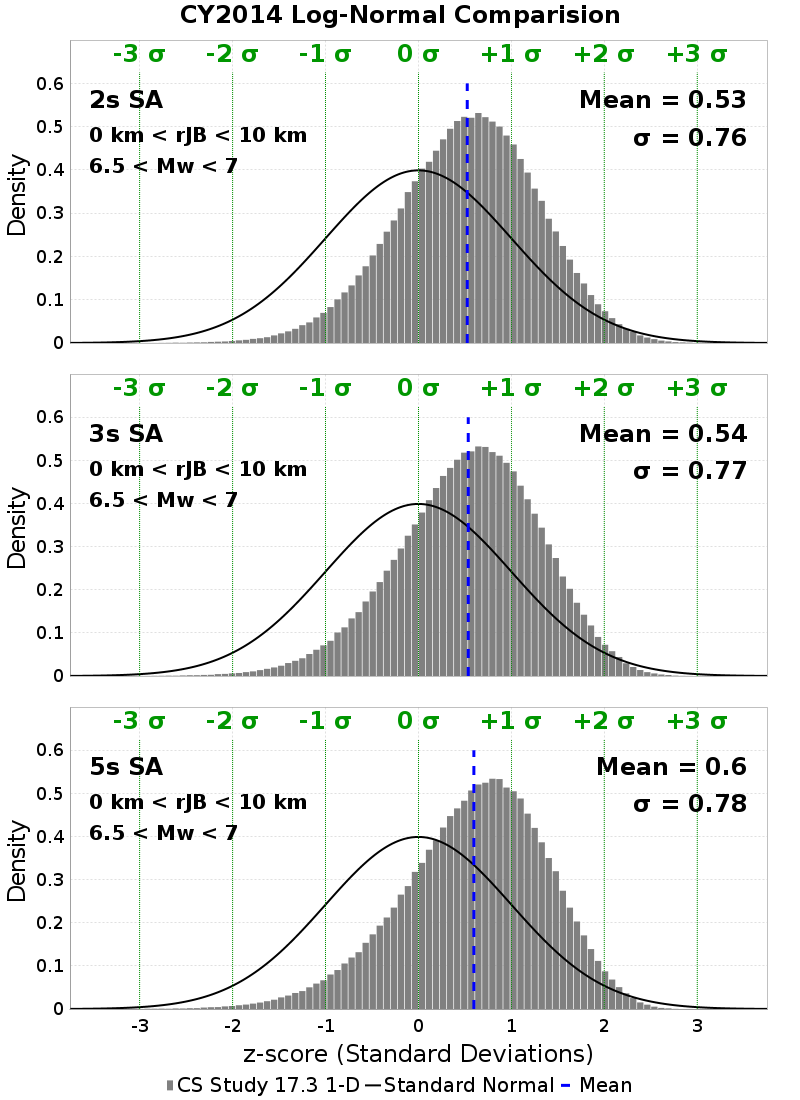 CY2014 Log-Normal Comparision
-3 σ -2 σ -1 σ 0 σ +1 σ +2 σ +3 σ
0.6
2s SA Mean = 0.53
0.5
0 km < rJB < 10 km σ = 0.76
6.5 < Mw < 7
0.4
0.3
0.2
0.1
0
Density
-3 σ -2 σ -1 σ 0 σ +1 σ +2 σ +3 σ
0.6
3s SA Mean = 0.54
0.5
0 km < rJB < 10 km σ = 0.77
6.5 < Mw < 7
0.4
0.3
0.2
0.1
0
Density
-3 σ -2 σ -1 σ 0 σ +1 σ +2 σ +3 σ
0.6
5s SA Mean = 0.6
0.5
0 km < rJB < 10 km σ = 0.78
6.5 < Mw < 7
0.4
0.3
0.2
0.1
0
Density
-3 -2 -1 0 1 2 3
z-score (Standard Deviations)
CS Study 17.3 1-D Standard Normal Mean